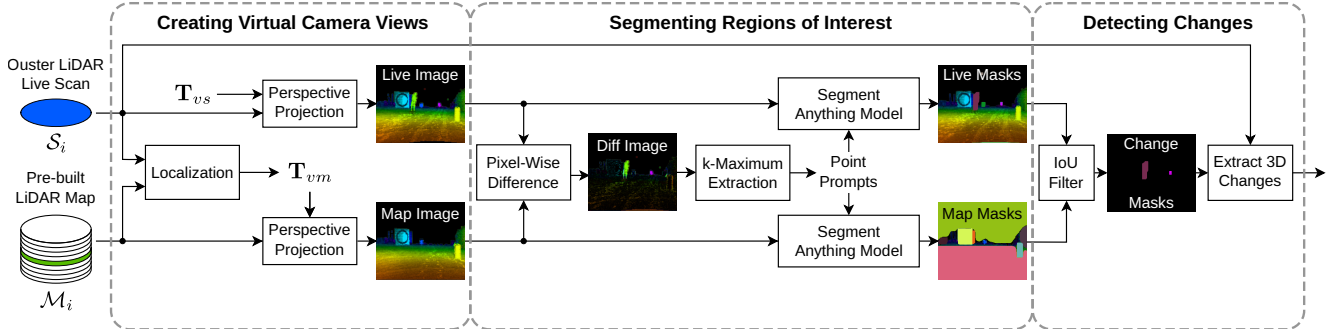 Creating Virtual Camera Views
Segmenting Regions of Interest
Detecting Changes
Ouster LiDAR
Live Scan
S_i
Pre-built
LiDAR Map
M_i
T_vs
Perspective
Projection
Live Image
Localization
T_vm
Perspective
Projection
Map Image
Pixel-Wise
Difference
Diff Image
k-Maximum
Extraction
Point
Prompts
Segment
Anything Model
Live Masks
Segment
Anything Model
Map Masks
IoU
Filter
Change
Masks
Extract 3D
Changes